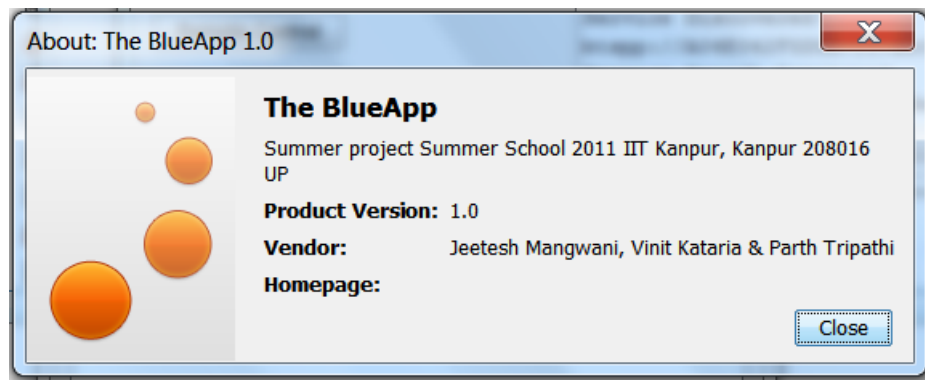 About: The BlueApp 1.0
X
The BlueApp
Summer project Summer School 2011 IIT Kanpur, Kanpur 208016
UP
Product Version: 1.0
Vendor: Jeetesh Mangwani, Vinit Kataria & Parth Tripathi
Homepage:
Close